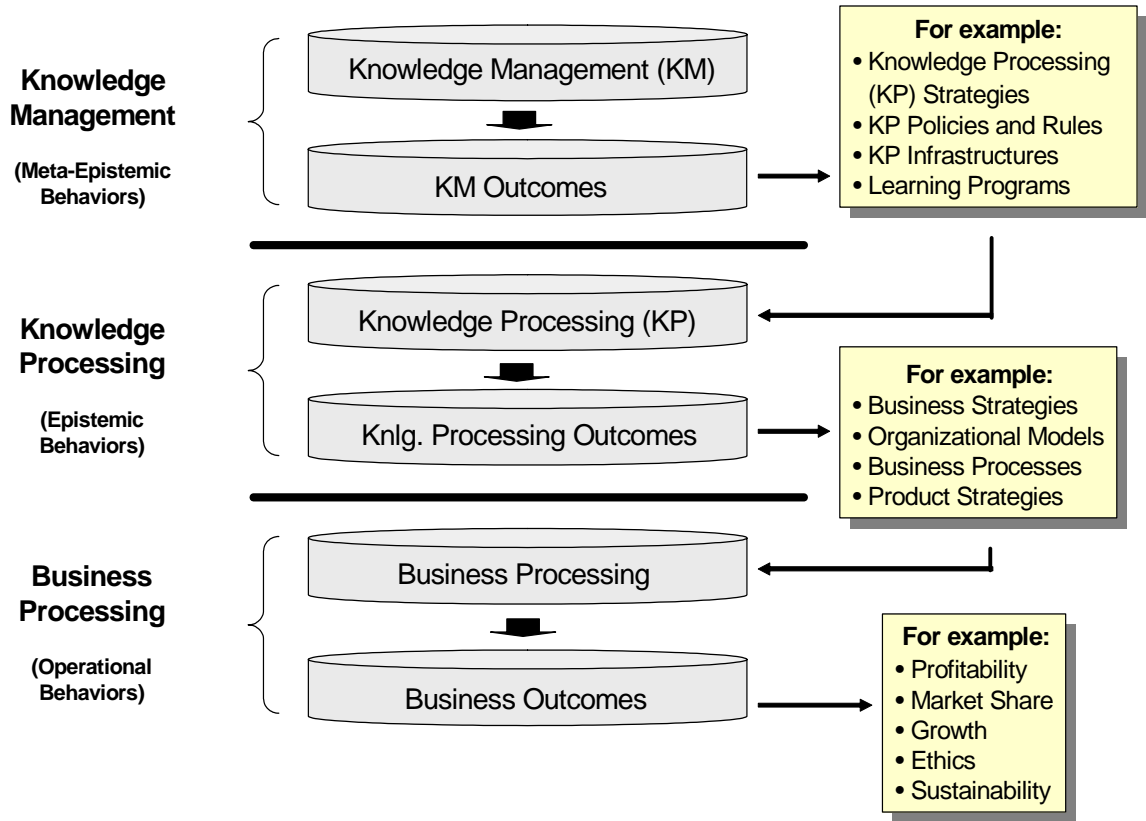 Knowledge
Management
(Meta-Epistemic
Behaviors)
Knowledge Management (KM)
KM Outcomes
For example:
• Knowledge Processing
(KP) Strategies
• KP Policies and Rules
• KP Infrastructures
• Learning Programs
Knowledge
Processing
(Epistemic
Behaviors)
Knowledge Processing (KP)
Knlg. Processing Outcomes
For example:
• Business Strategies
• Organizational Models
• Business Processes
• Product Strategies
Business
Processing
(Operational
Behaviors)
Business Processing
Business Outcomes
For example:
• Profitability
• Market Share
• Growth
• Ethics
• Sustainability